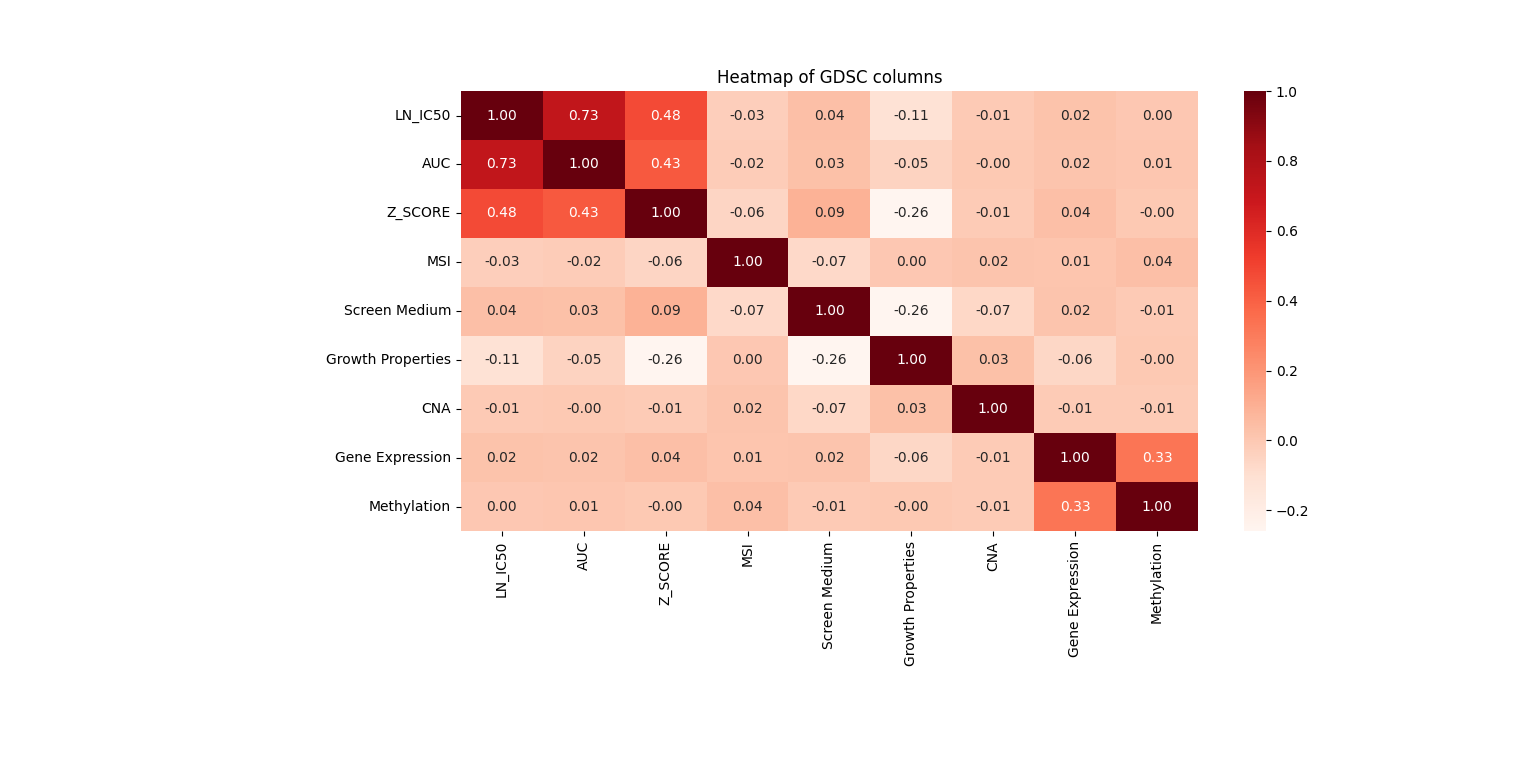 Heatmap of GDSC columns
LN_IC50 1.00 0.73 0.48 -0.03 0.04 -0.11 -0.01 0.02 0.00
AUC 0.73 1.00 0.43 -0.02 0.03 -0.05 -0.00 0.02 0.01
Z_SCORE 0.48 0.43 1.00 -0.06 0.09 -0.26 -0.01 0.04 -0.00
MSI -0.03 -0.02 -0.06 1.00 -0.07 0.00 0.02 0.01 0.04
Screen Medium 0.04 0.03 0.09 -0.07 1.00 -0.26 -0.07 0.02 -0.01
Growth Properties -0.11 -0.05 -0.26 0.00 -0.26 1.00 0.03 -0.06 -0.00
CNA -0.01 -0.00 -0.01 0.02 -0.07 0.03 1.00 -0.01 -0.01
Gene Expression 0.02 0.02 0.04 0.01 0.02 -0.06 -0.01 1.00 0.33
Methylation 0.00 0.01 -0.00 0.04 -0.01 -0.00 -0.01 0.33 1.00
LN_IC50
AUC
Z_SCORE
MSI
Screen Medium
Growth Properties
CNA
Gene Expression
Methylation
1.0
0.8
0.6
0.4
0.2
0.0
−0.2